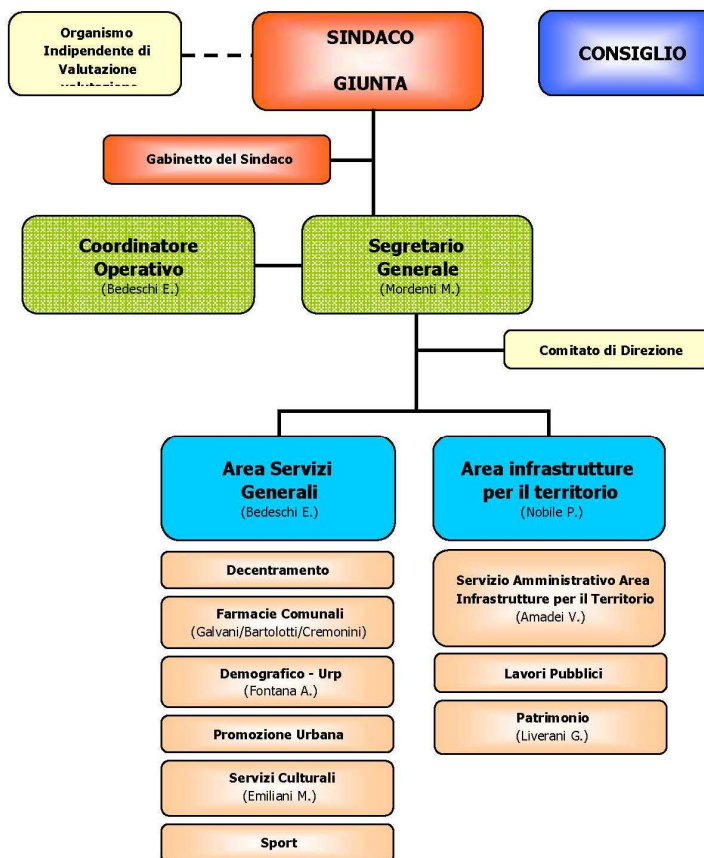 Organismo
Indipendente di
Valutazione
SINDACO
GIUNTA
CONSIGLIO
Gabinetto del Sindaco
Coordinatore
Operativo
(Bedeschi E.)
Segretario
Generale
(Mordenti M.)
Comitato di Direzione
Area Servizi
Generali
(Bedeschi E.)
Area infrastrutture
per il territorio
(Nobile P.)
Decentramento
Farmacie Comunali
(Galvani/Bartolotti/Cremonini)
Demografico - Urp
(Fontana A.)
Promozione Urbana
Servizi Culturali
(Emiliani M.)
Sport
Servizio Amministrativo Area
Infrastrutture per il Territorio
(Amadei V.)
Lavori Pubblici
Patrimonio
(Liverani G.)